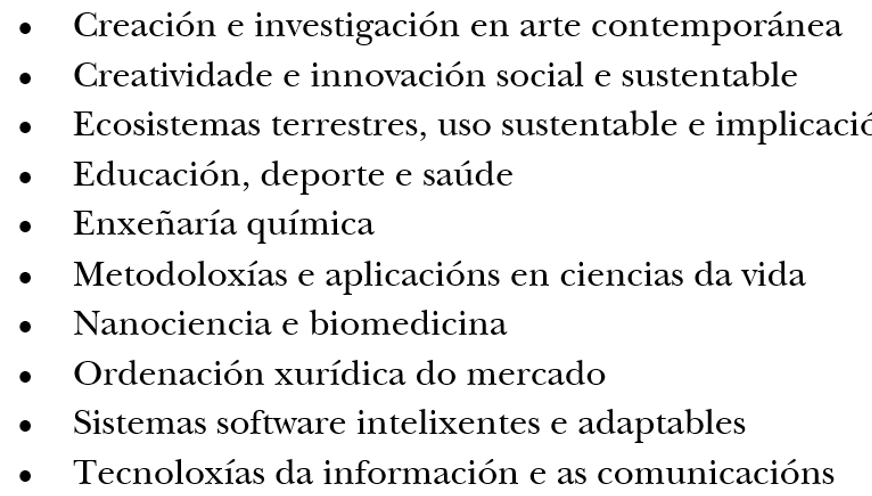 • Creación e investigación en arte contemporánea
• Creatividade e innovación social e sustentable
• Ecosistemas terrestres, uso sustentable e
• Educación, deporte e saúde
• Enxeñaría química
• Metodoloxías e aplicacións en ciencias da vida
• Nanociencia e biomedicina
• Ordenación xurídica do mercado
• Sistemas software intelixentes e adaptables
• Tecnoloxías da información e as comunicacións